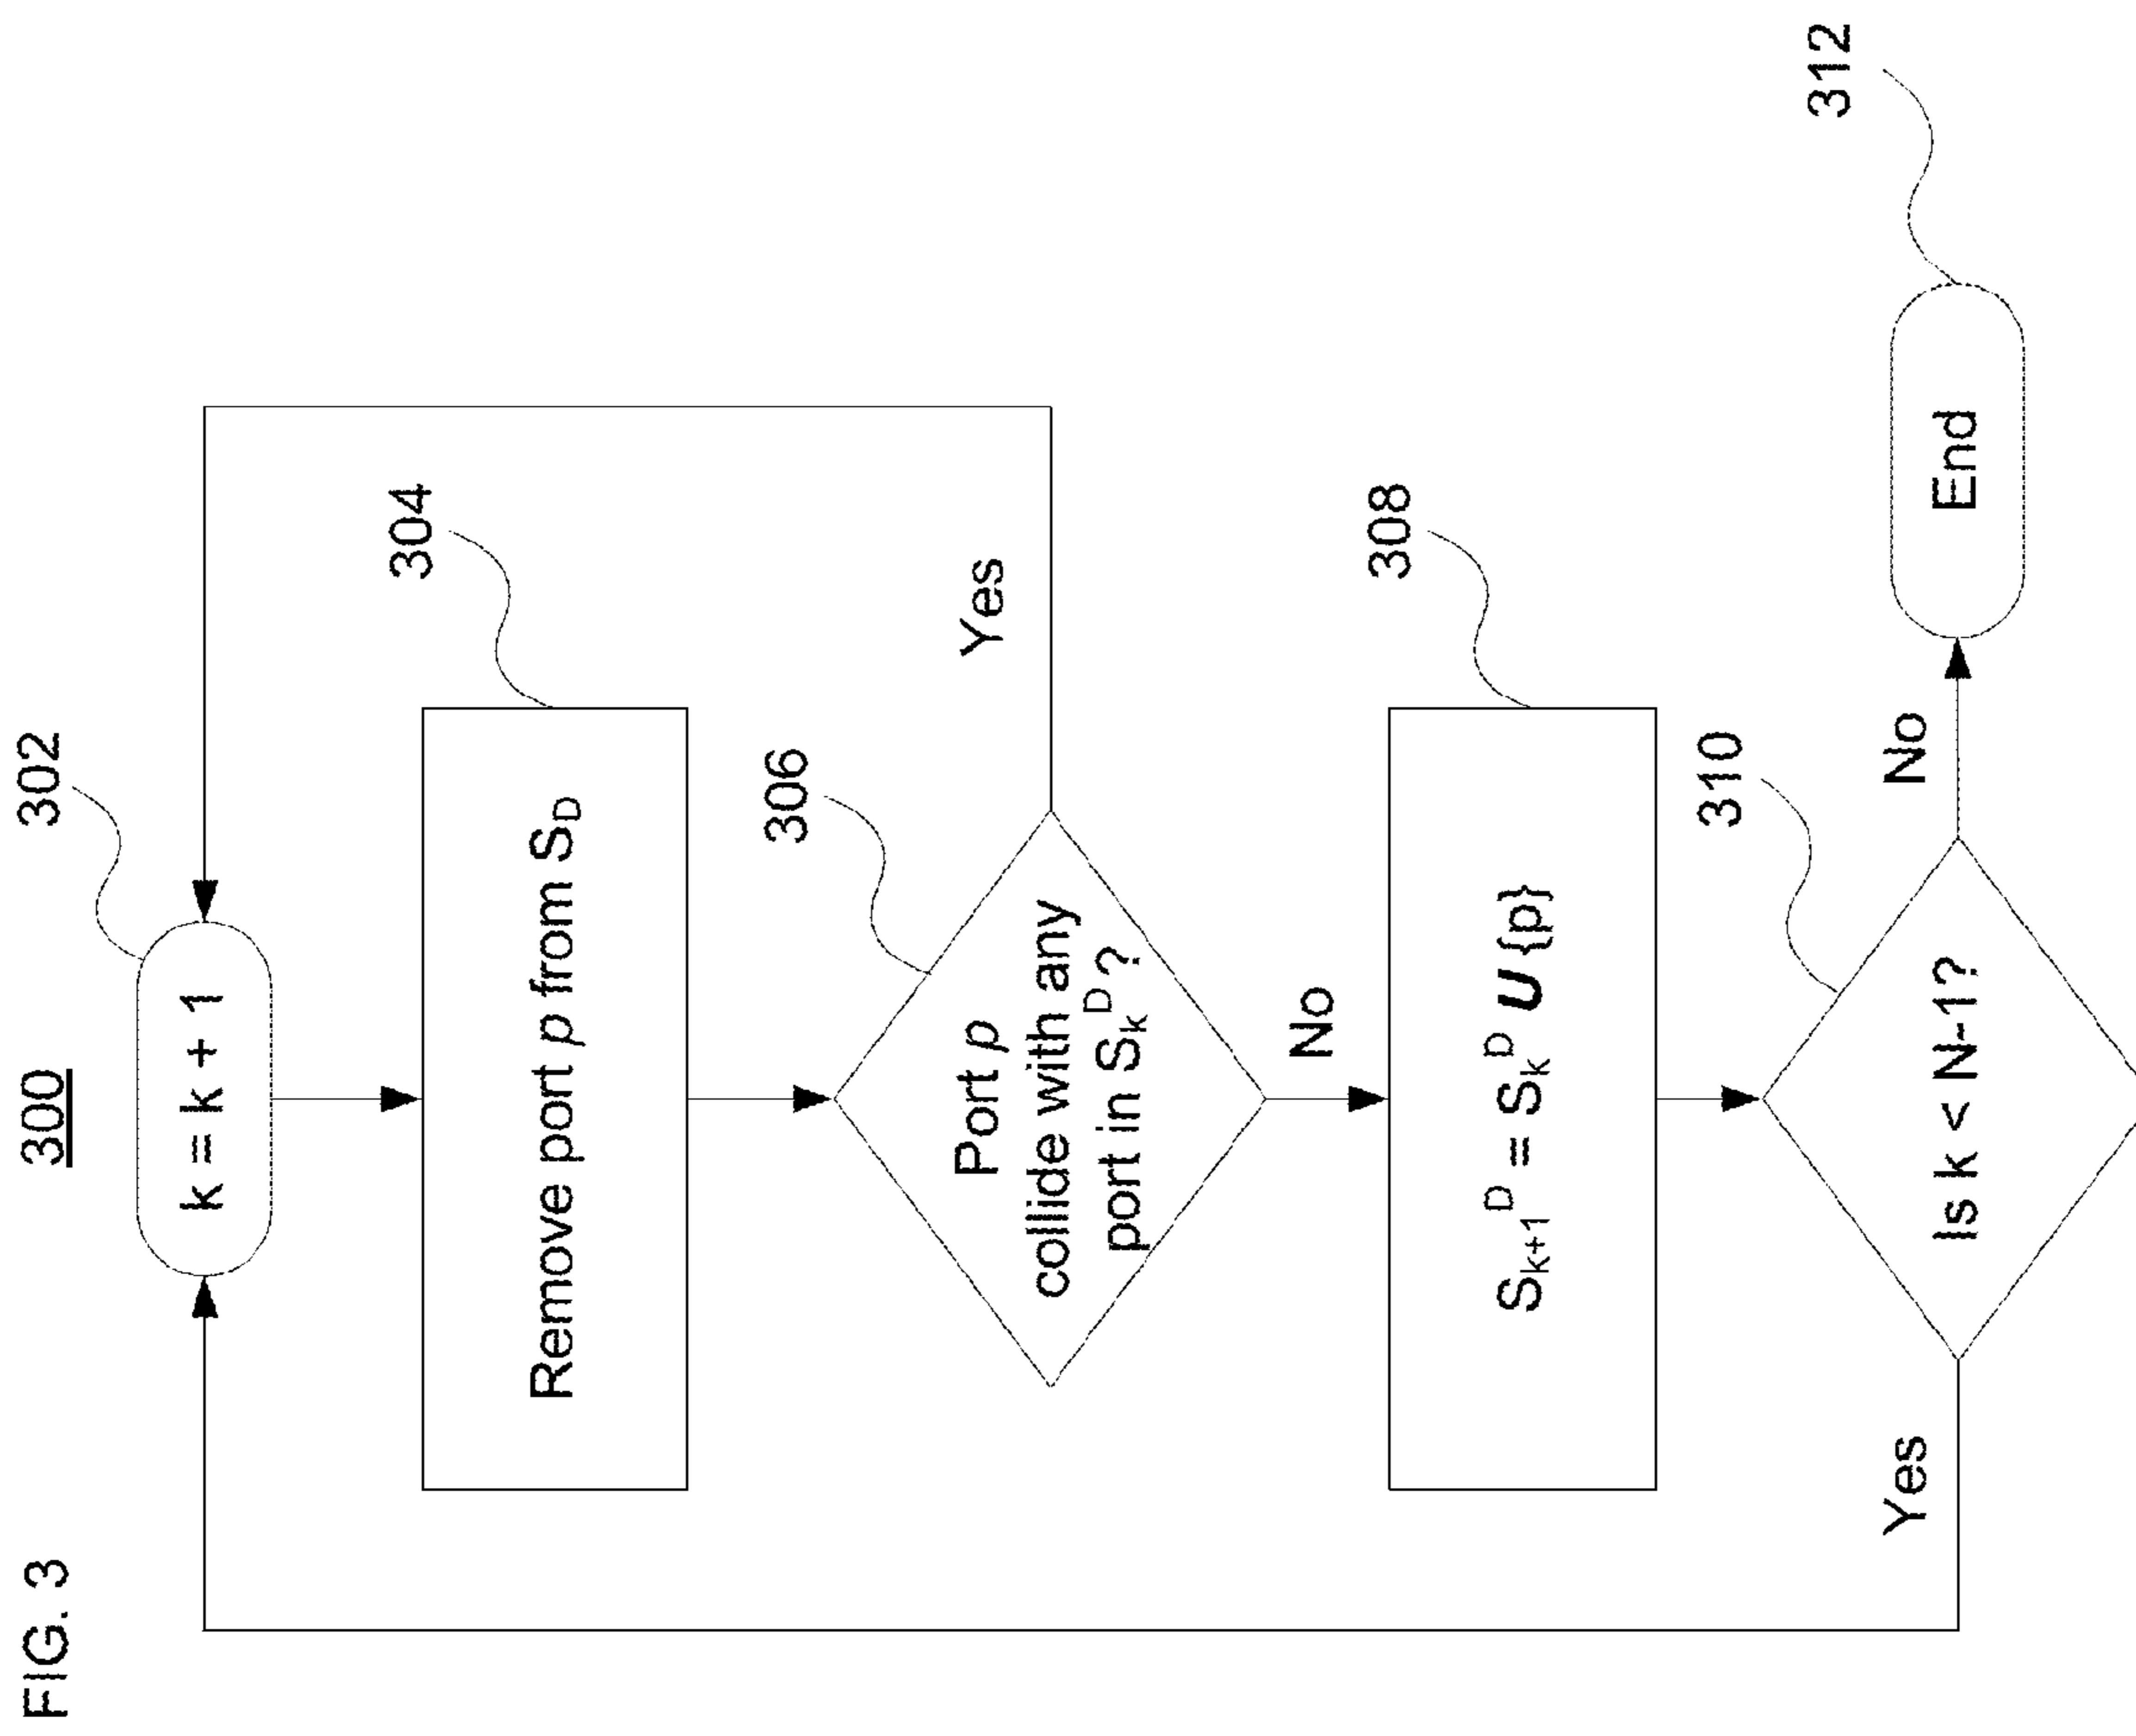 FIG. 3
300
302
k = k + 1
304
Remove port p from S_D
306
Port p
collide with any
port in S_k^D?
Yes
No
308
S_{k+1}^D = S_k^D U {p}
310
Is k < N-1?
Yes
No
312
End